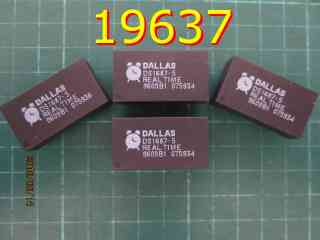 19637
DALLAS
DS1687-5
REAL TIME
9605B1 075934
DALLAS
DS1687-5
REAL TIME
9605B1 075936
DALLAS
DS1687-5
REAL TIME
9605B1 075934
DALLAS
DS1687-5
REAL TIME
9605B1 075934